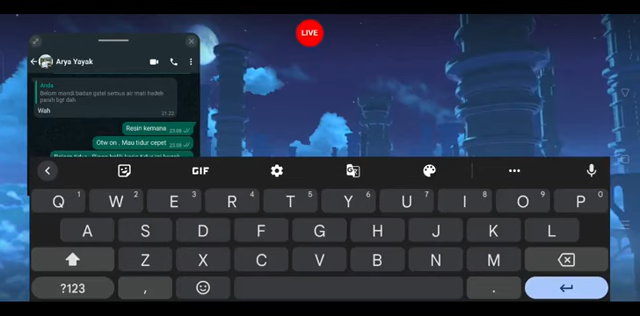 LIVE
Arya Yayak
Anda
Belom mandi badan gatel semua air mati hadeh
parah bgt dah
Wah
21.22
Resin kemana
23.08
Otw on . Mau tidur cepet
23.08
GIF
Q 1 W 2 E 3 R 4 T 5 Y 6 U 7 I 8 O 9 P 0
A S D F G H J K L
Z X C V B N M
?123 , .